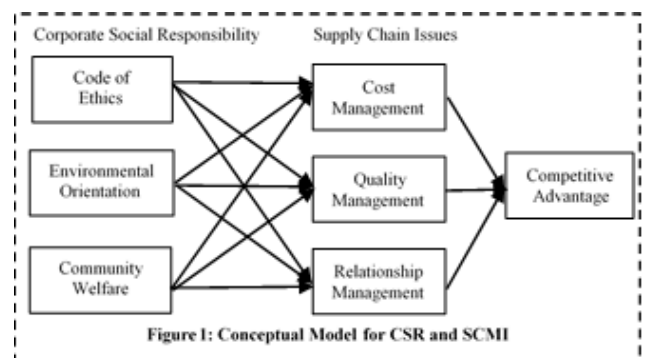 Corporate Social Responsibility
Supply Chain Issues
Code of
Ethics
Cost
Management
Environmental
Orientation
Quality
Management
Competitive
Advantage
Community
Welfare
Relationship
Management
Figure 1: Conceptual Model for CSR and SCMI